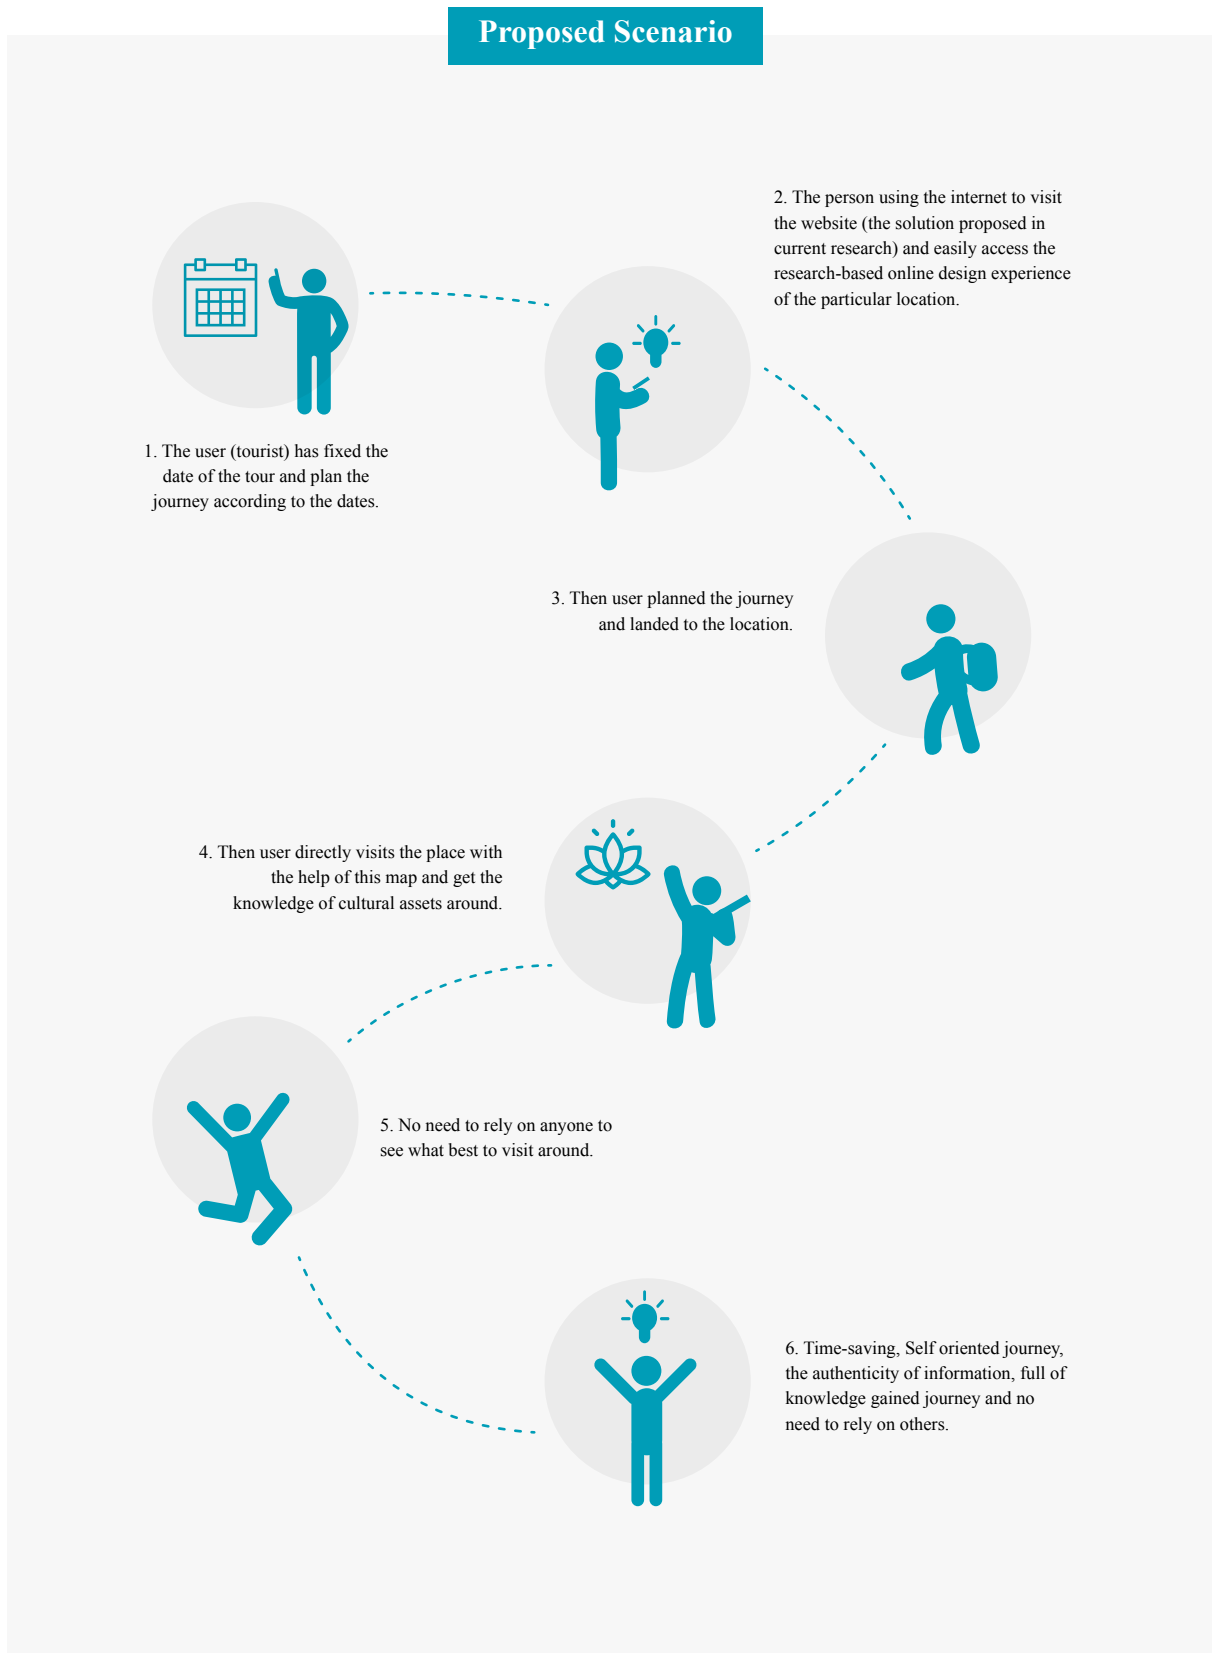 Proposed Scenario
1. The user (tourist) has fixed the
date of the tour and plan the
journey according to the dates.
2. The person using the internet to visit
the website (the solution proposed in
current research) and easily access the
research-based online design experience
of the particular location.
3. Then user planned the journey
and landed to the location.
4. Then user directly visits the place with
the help of this map and get the
knowledge of cultural assets around.
5. No need to rely on anyone to
see what best to visit around.
6. Time-saving, Self oriented journey,
the authenticity of information, full of
knowledge gained journey and no
need to rely on others.